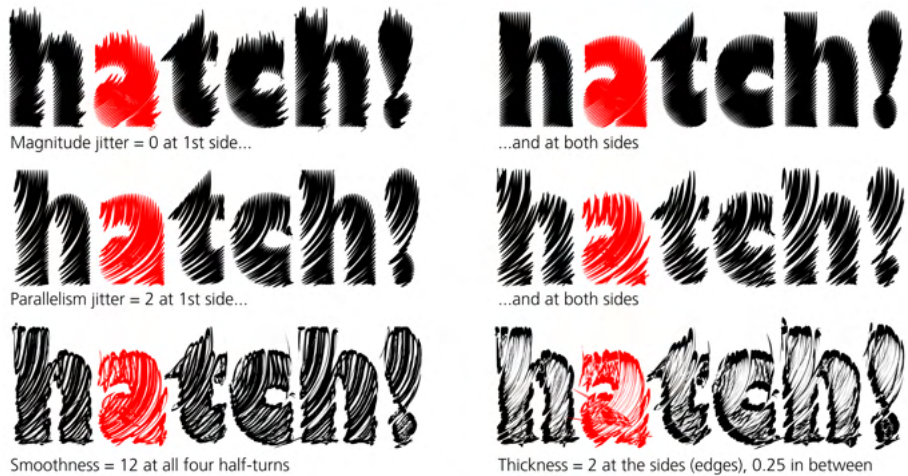 hatch! hatch!
Magnitude jitter = 0 at 1st side... ...and at both sides
hatch! hatch!
Parallelism jitter = 2 at 1st side... ...and at both sides
hatch! hatch!
Smoothness = 12 at all four half-turns Thickness = 2 at the sides (edges), 0.25 in between